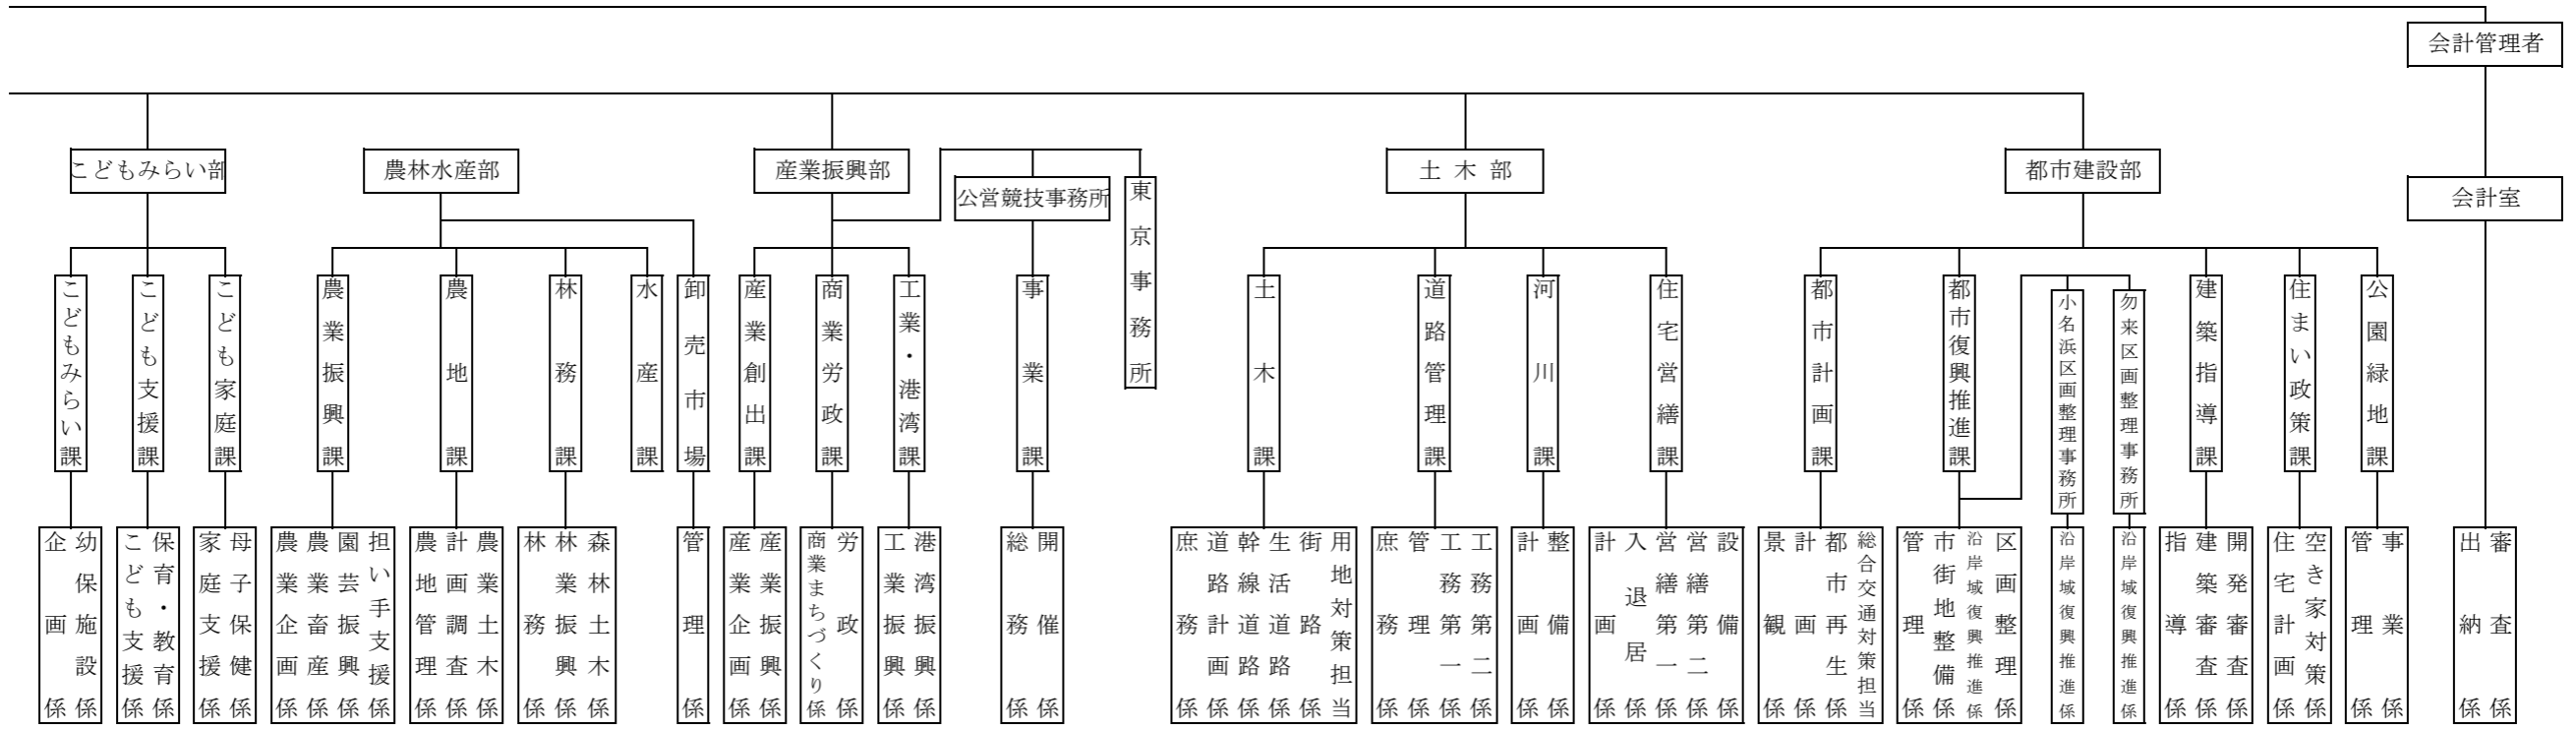 会計管理者
こどもみらい部
農林水産部
産業振興部
公営競技事務所
東京事務所
土木部
都市建設部
会計室
こどもみらい課
こども支援課
こども家庭課
農業振興課
農地課
林務課
水産課
卸売市場
産業創出課
商業労政課
工業・港湾課
事業課
土木課
道路管理課
河川課
住宅営繕課
都市計画課
都市復興推進課
小名浜区画整理事務所
勿来区画整理事務所
建築指導課
住まい政策課
公園緑地課
企画係
幼保施設係
こども支援係
保育・教育係
家庭支援係
母子保健係
農業企画係
農業畜産係
園芸振興係
担い手支援係
農地管理係
計画調査係
農業土木係
林務係
林業振興係
森林土木係
管理係
産業企画係
産業振興係
商業まちづくり係
労政係
工業振興係
港湾振興係
総務係
開催係
庶務係
道路計画係
幹線道路係
生活道路係
街路係
用地対策担当
庶務係
管理係
工務第一係
工務第二係
計画係
整備係
計画係
入退居係
営繕第一係
営繕第二係
設備係
景観係
計画係
都市再生係
総合交通対策担当
管理係
市街地整備係
沿岸域復興推進係
区画整理係
沿岸域復興推進係
沿岸域復興推進係
指導係
建築審査係
開発審査係
住宅計画係
空き家対策係
管理係
事業係
出納係
審査係